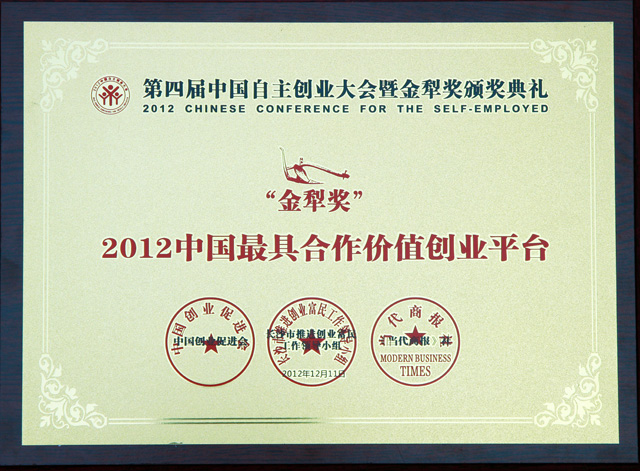 第四届中国自主创业大会暨金犁奖颁奖典礼
2012 CHINESE CONFERENCE FOR THE SELF-EMPLOYED
“金犁奖”
2012中国最具合作价值创业平台
中国创业促进会
中国创业促进会
长沙市推进创业富民工作领导小组
长沙市推进创业富民
工作领导小组
2012年12月11日
当代商报社
《当代商报》社
MODERN BUSINESS
TIMES